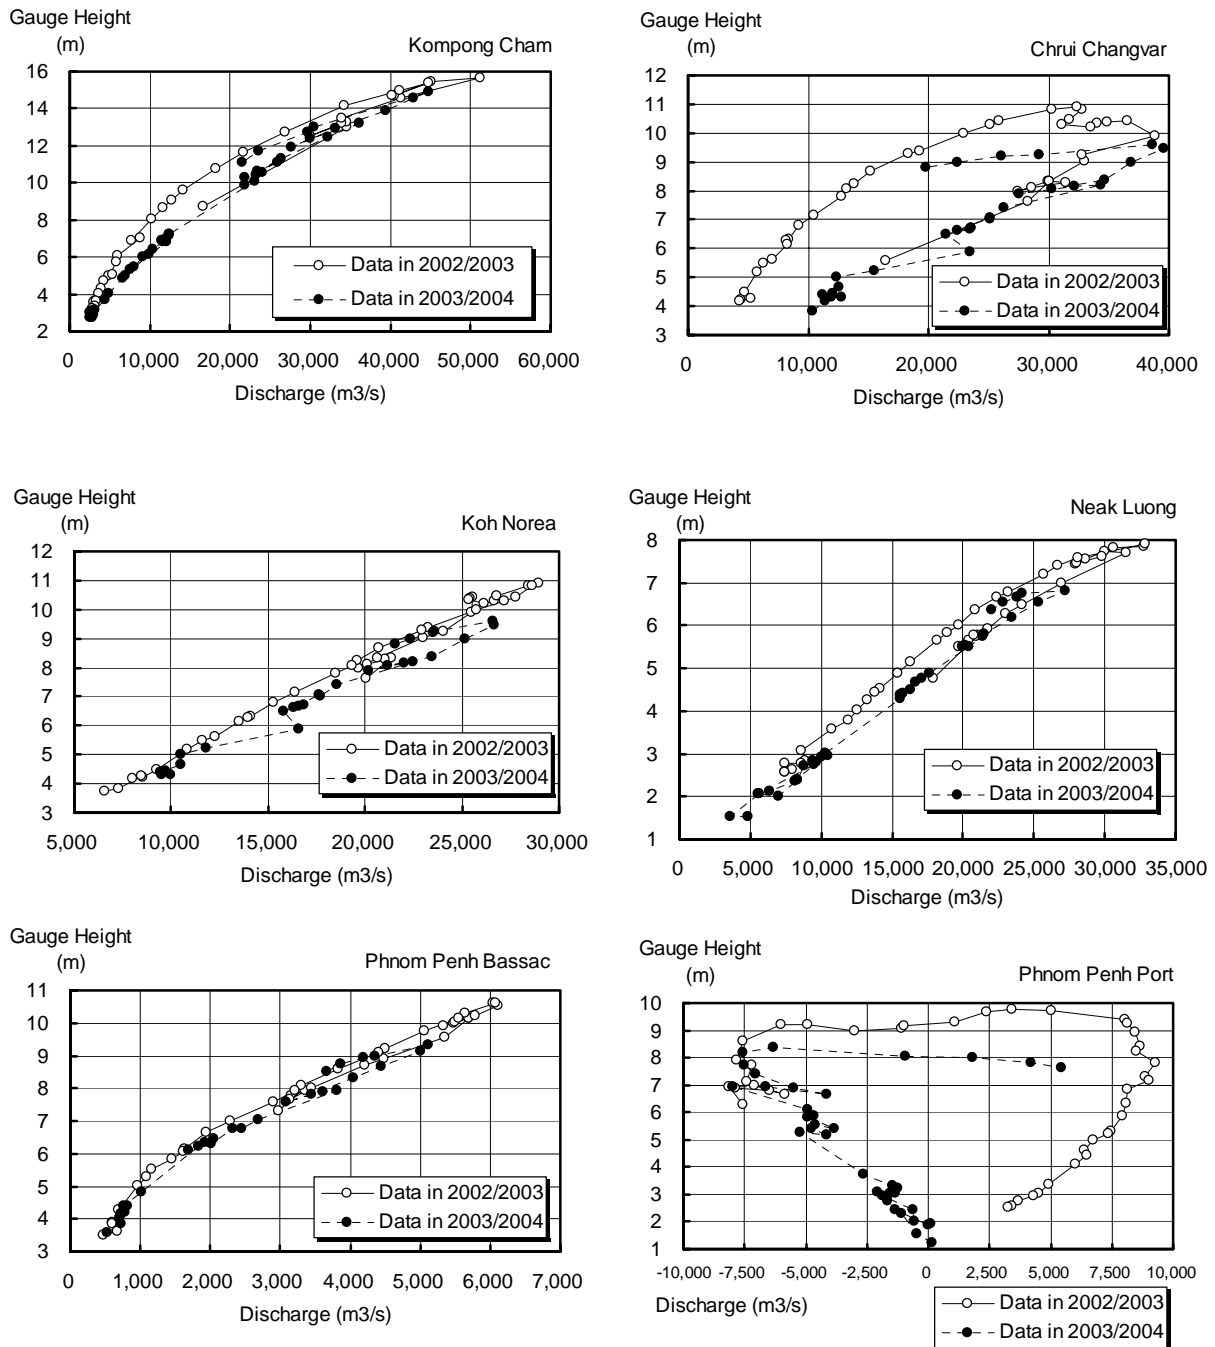 Gauge Height
(m)
Kompong Cham
16
14
12
10
8
6
4
2
0
10,000
20,000
30,000
40,000
50,000
60,000
Discharge (m3/s)
Data in 2002/2003
Data in 2003/2004
Gauge Height
(m)
Chrui Changvar
12
11
10
9
8
7
6
5
4
3
0
10,000
20,000
30,000
40,000
Discharge (m3/s)
Data in 2002/2003
Data in 2003/2004
Gauge Height
(m)
Koh Norea
12
11
10
9
8
7
6
5
4
3
5,000
10,000
15,000
20,000
25,000
30,000
Discharge (m3/s)
Data in 2002/2003
Data in 2003/2004
Gauge Height
(m)
Neak Luong
8
7
6
5
4
3
2
1
0
5,000
10,000
15,000
20,000
25,000
30,000
35,000
Discharge (m3/s)
Data in 2002/2003
Data in 2003/2004
Gauge Height
(m)
Phnom Penh Bassac
11
10
9
8
7
6
5
4
3
0
1,000
2,000
3,000
4,000
5,000
6,000
7,000
Discharge (m3/s)
Data in 2002/2003
Data in 2003/2004
Gauge Height
(m)
Phnom Penh Port
10
9
8
7
6
5
4
3
2
1
-10,000
-7,500
-5,000
-2,500
0
2,500
5,000
7,500
10,000
Discharge (m3/s)
Data in 2002/2003
Data in 2003/2004